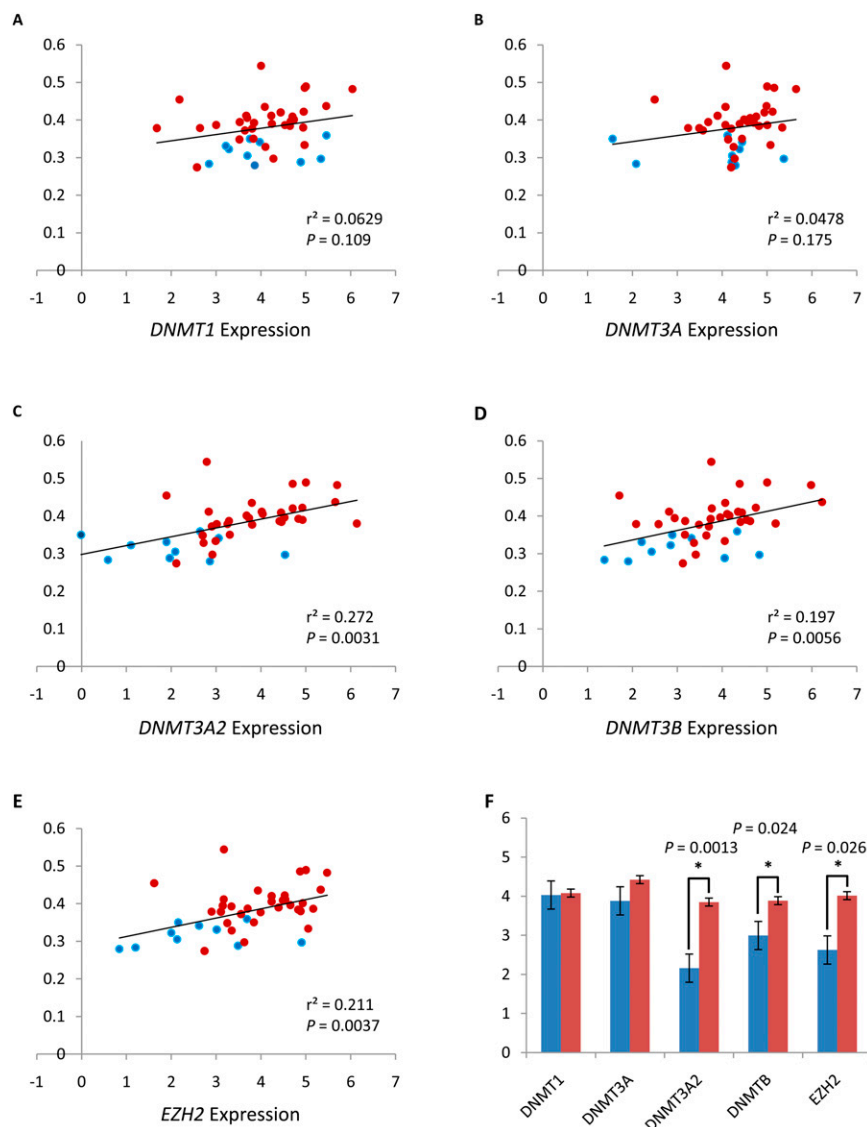 A
0.6
0.5
0.4
0.3
0.2
0.1
0
r² = 0.0629
P = 0.109
-1 0 1 2 3 4 5 6 7
DNMT1 Expression
B
0.6
0.5
0.4
0.3
0.2
0.1
0
r² = 0.0478
P = 0.175
-1 0 1 2 3 4 5 6 7
DNMT3A Expression
C
0.6
0.5
0.4
0.3
0.2
0.1
0
r² = 0.272
P = 0.0031
-1 0 1 2 3 4 5 6 7
DNMT3A2 Expression
D
0.6
0.5
0.4
0.3
0.2
0.1
0
r² = 0.197
P = 0.0056
-1 0 1 2 3 4 5 6 7
DNMT3B Expression
E
0.6
0.5
0.4
0.3
0.2
0.1
0
r² = 0.211
P = 0.0037
-1 0 1 2 3 4 5 6 7
EZH2 Expression
F
6
5
4
3
2
1
0
P = 0.0013
*
P = 0.024
*
P = 0.026
*
DNMT1
DNMT3A
DNMT3A2
DNMTB
EZH2